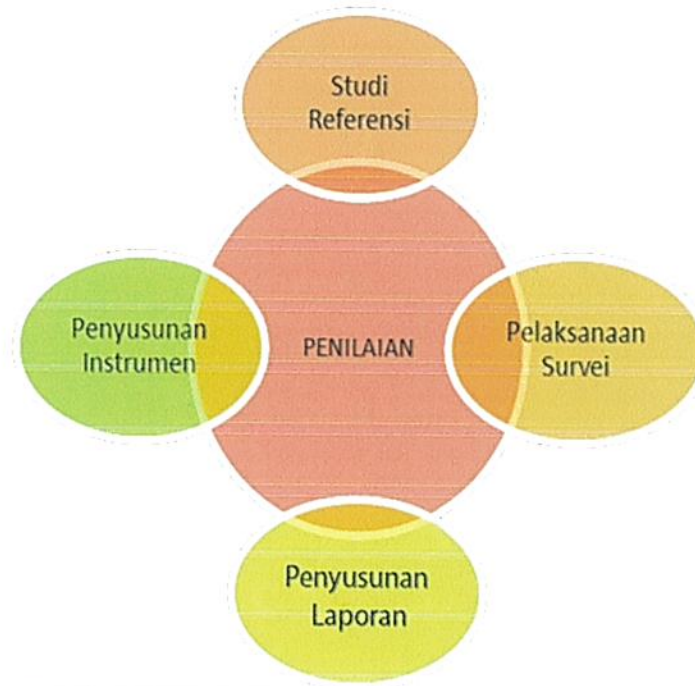 Studi
Referensi
Penyusunan
Instrumen
PENILAIAN
Pelaksanaan
Survei
Penyusunan
Laporan